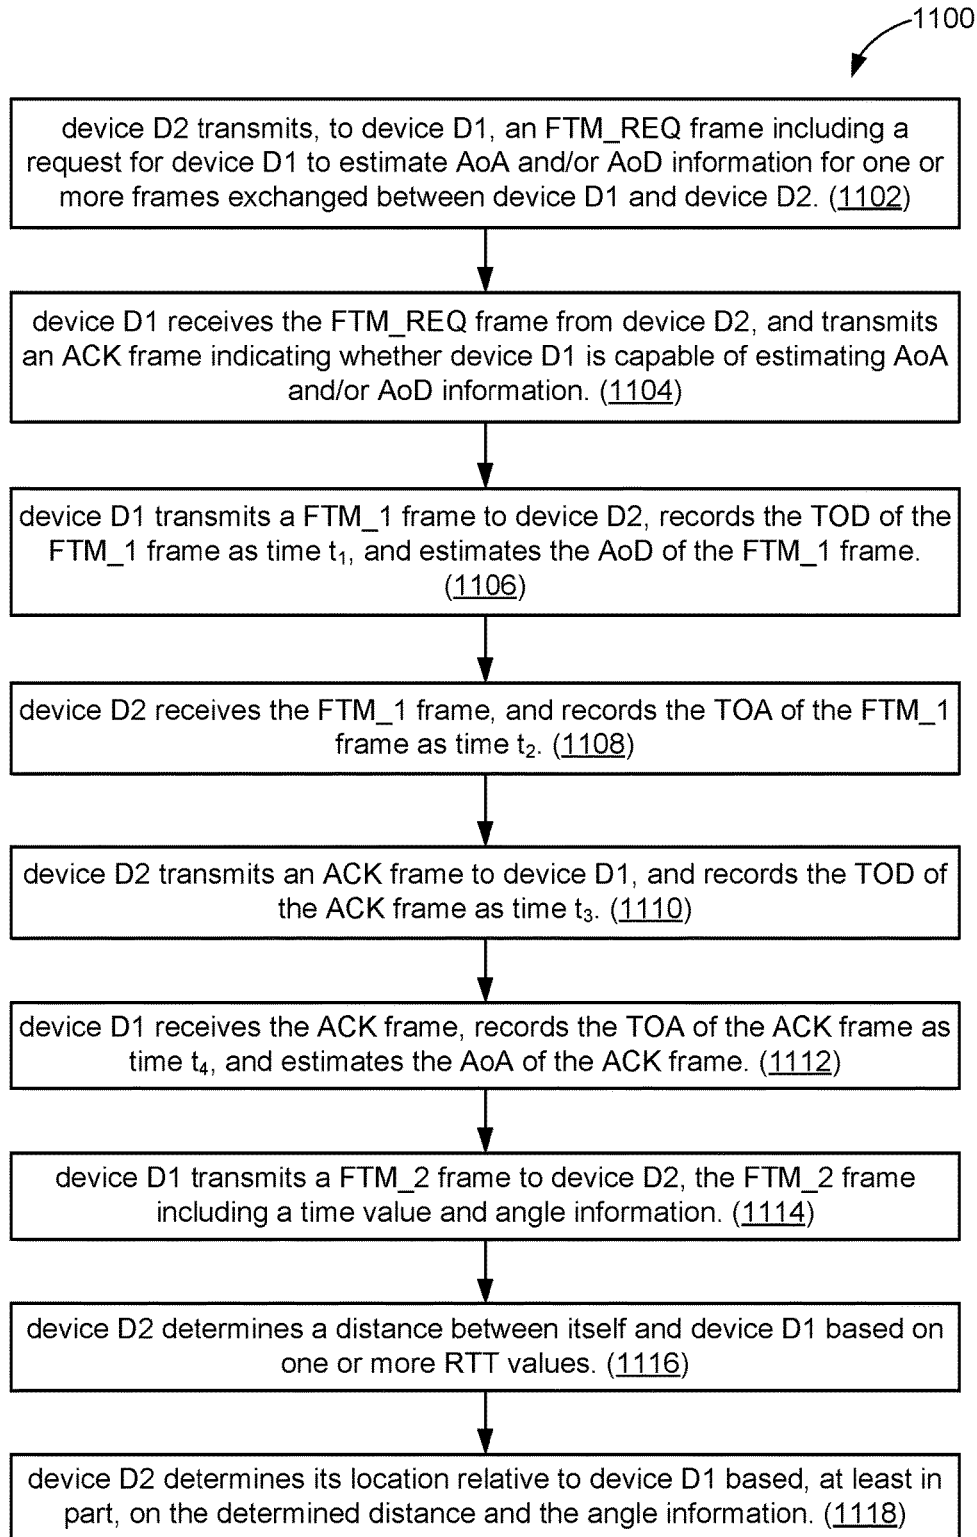 1100
device D2 transmits, to device D1, an FTM_REQ frame including a
request for device D1 to estimate AoA and/or AoD information for one or
more frames exchanged between device D1 and device D2. (1102)
device D1 receives the FTM_REQ frame from device D2, and transmits
an ACK frame indicating whether device D1 is capable of estimating AoA
and/or AoD information. (1104)
device D1 transmits a FTM_1 frame to device D2, records the TOD of the
FTM_1 frame as time t₁, and estimates the AoD of the FTM_1 frame.
(1106)
device D2 receives the FTM_1 frame, and records the TOA of the FTM_1
frame as time t₂. (1108)
device D2 transmits an ACK frame to device D1, and records the TOD of
the ACK frame as time t₃. (1110)
device D1 receives the ACK frame, records the TOA of the ACK frame as
time t₄, and estimates the AoA of the ACK frame. (1112)
device D1 transmits a FTM_2 frame to device D2, the FTM_2 frame
including a time value and angle information. (1114)
device D2 determines a distance between itself and device D1 based on
one or more RTT values. (1116)
device D2 determines its location relative to device D1 based, at least in
part, on the determined distance and the angle information. (1118)